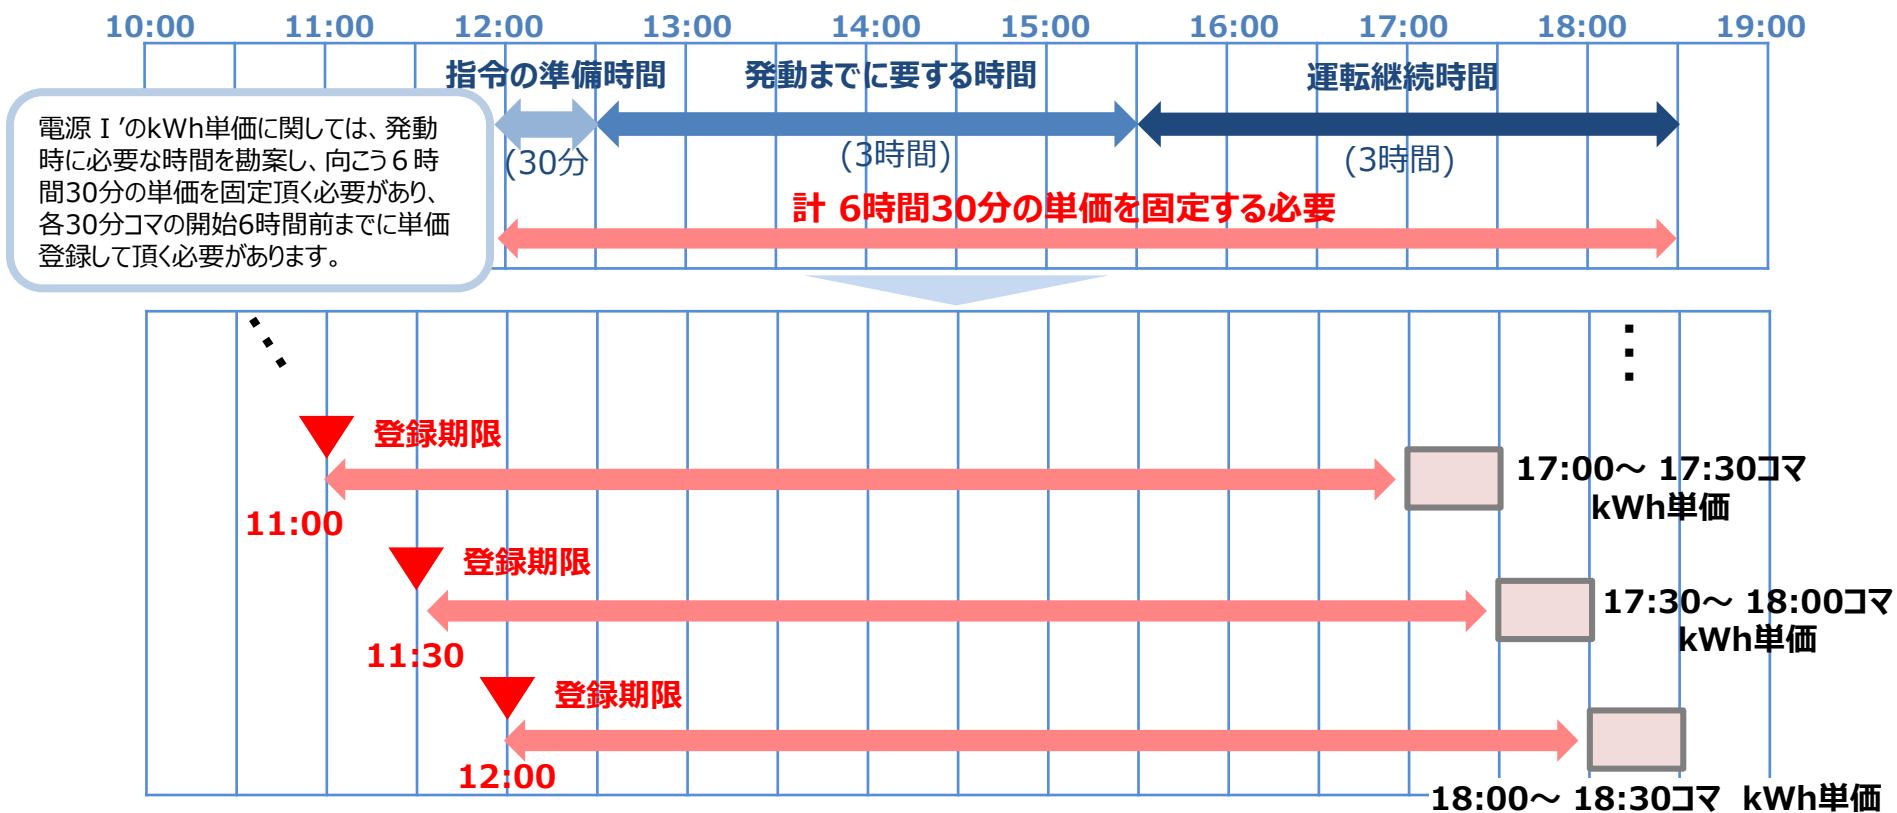 10:00 11:00 12:00 13:00 14:00 15:00 16:00 17:00 18:00 19:00
指令の準備時間 発動までに要する時間 運転継続時間
電源Ⅰ’のkWh単価に関しては、発動
時に必要な時間を勘案し、向こう6時
間30分の単価を固定頂く必要があり、
各30分コマの開始6時間前までに単価
登録して頂く必要があります。
(30分 (3時間) (3時間)
計 6時間30分の単価を固定する必要
登録期限
11:00
17:00～ 17:30コマ
kWh単価
登録期限
11:30
17:30～ 18:00コマ
kWh単価
登録期限
12:00
18:00～ 18:30コマ kWh単価